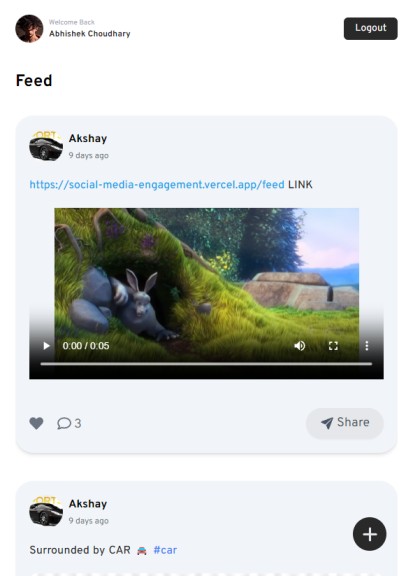 Welcome Back
Abhishek Choudhary
Logout
Feed
Akshay
9 days ago
https://social-media-engagement.vercel.app/feed LINK
0:00 / 0:05
3
Share
Akshay
9 days ago
Surrounded by CAR 🚘 #car